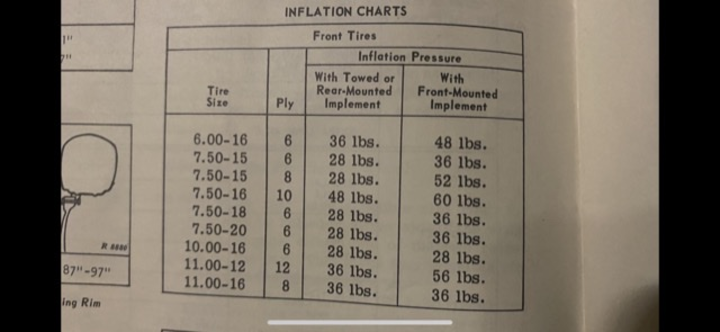 INFLATION CHARTS
Front Tires
Inflation Pressure
Tire Size Ply With Towed or Rear-Mounted Implement With Front-Mounted Implement
6.00-16 6 36 lbs. 48 lbs.
7.50-15 6 28 lbs. 36 lbs.
7.50-15 8 28 lbs. 52 lbs.
7.50-16 10 48 lbs. 60 lbs.
7.50-18 6 28 lbs. 36 lbs.
7.50-20 6 28 lbs. 36 lbs.
10.00-16 6 28 lbs. 28 lbs.
11.00-12 12 36 lbs. 56 lbs.
11.00-16 8 36 lbs. 36 lbs.
87"-97"
ing Rim